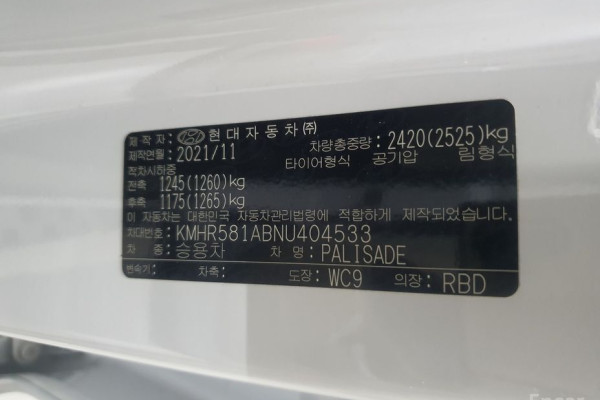 제작자: 현대자동차㈜
제작연월: 2021/11 차량총중량: 2420(2525)kg
적차시하중 타이어형식 공기압 림형식
전축 1245(1260)kg
후축 1175(1265)kg
이 자동차는 대한민국 자동차관리법령에 적합하게 제작되었습니다.
차대번호: KMHR581ABNU404533
차 종: 승용차 차 명: PALISADE
변속기: 차축: 도장: WC9 의장: RBD